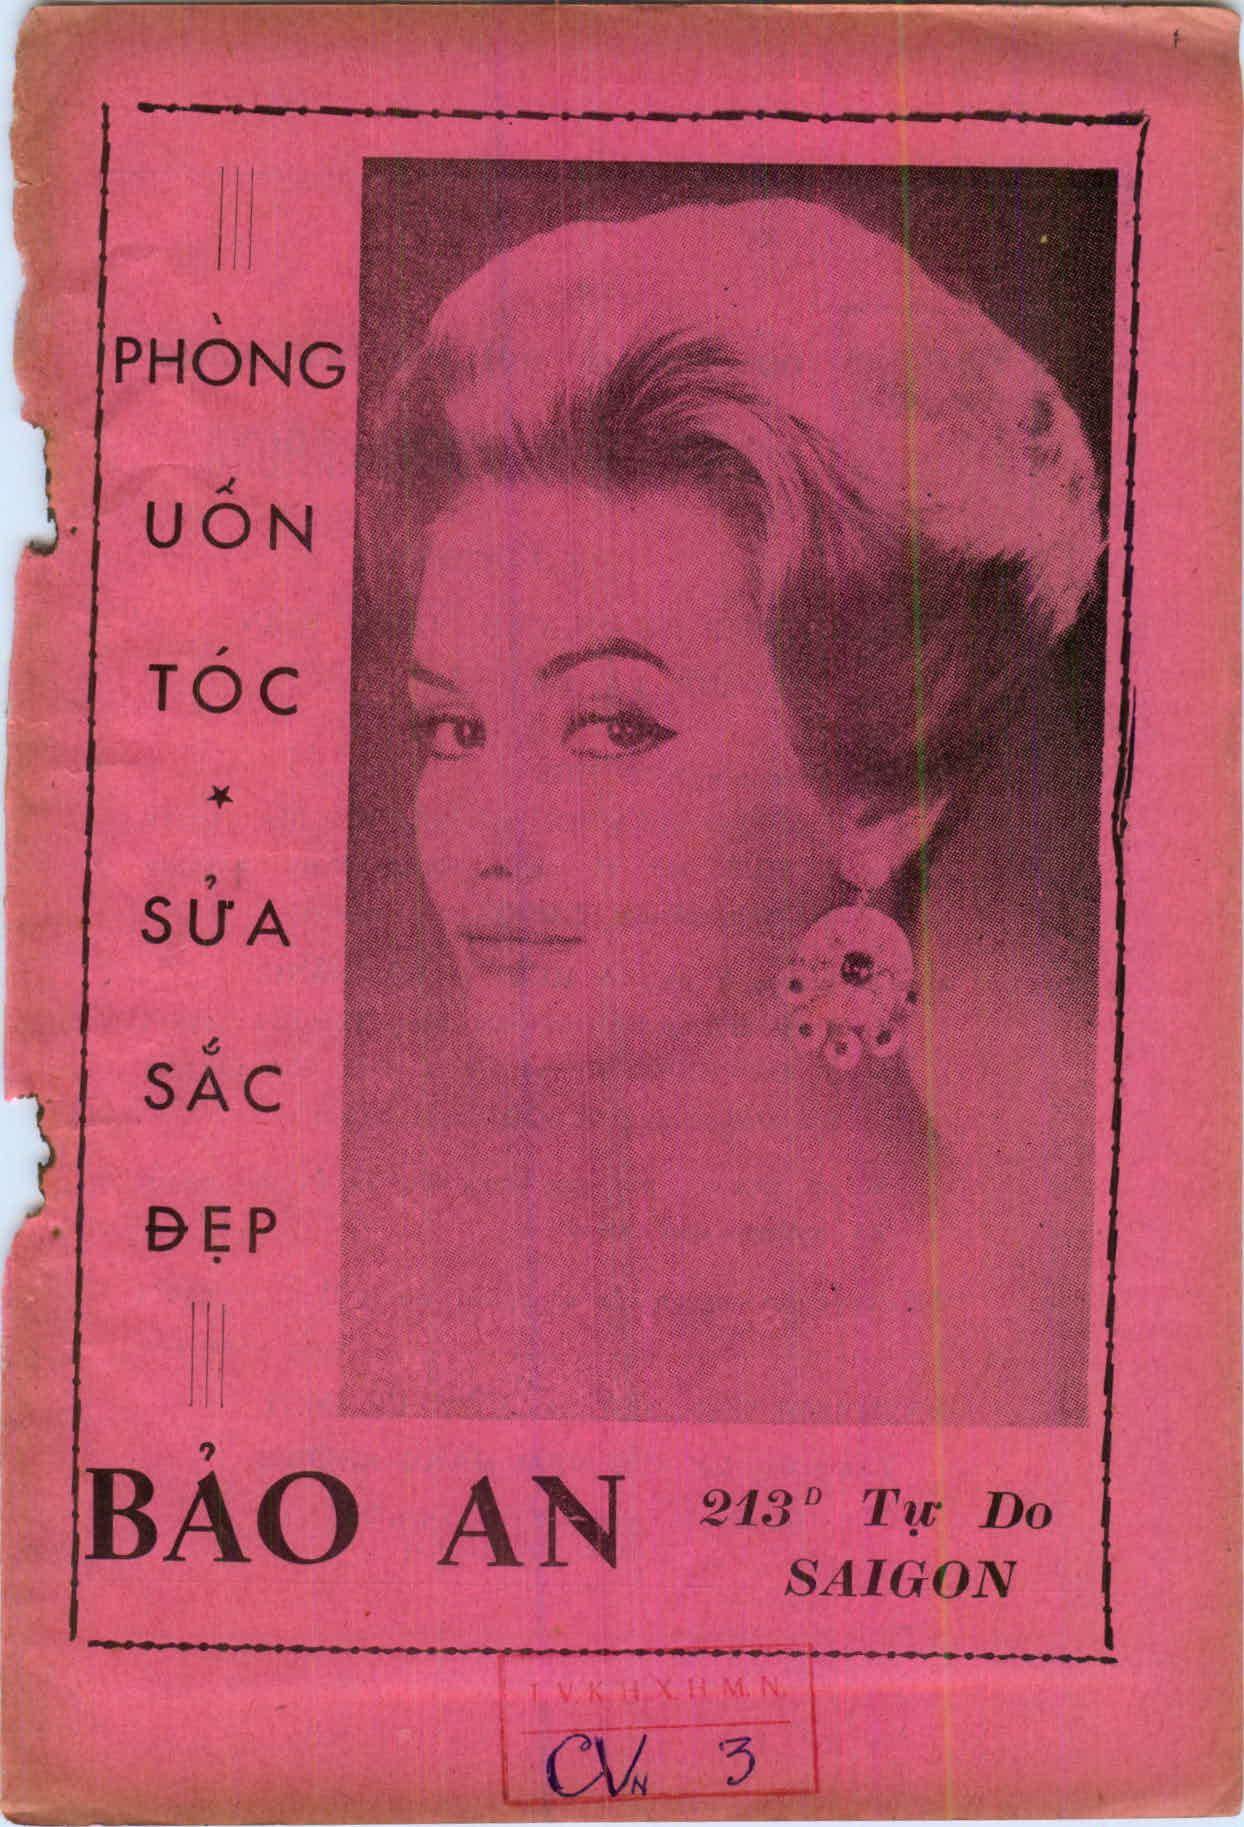 PHÒNG
UỐN
TÓC
★
SỬA
SẮC
ĐẸP
BẢO AN
213D Tự Do
SAIGON
T.V.K.H.X.H.M.N.
CVN 3